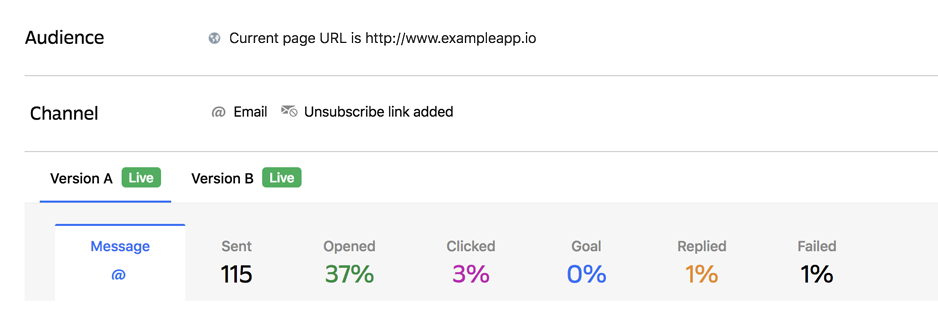 Audience Current page URL is http://www.exampleapp.io
Channel @ Email Unsubscribe link added
Version A Live Version B Live
Message Sent Opened Clicked Goal Replied Failed
@ 115 37% 3% 0% 1% 1%